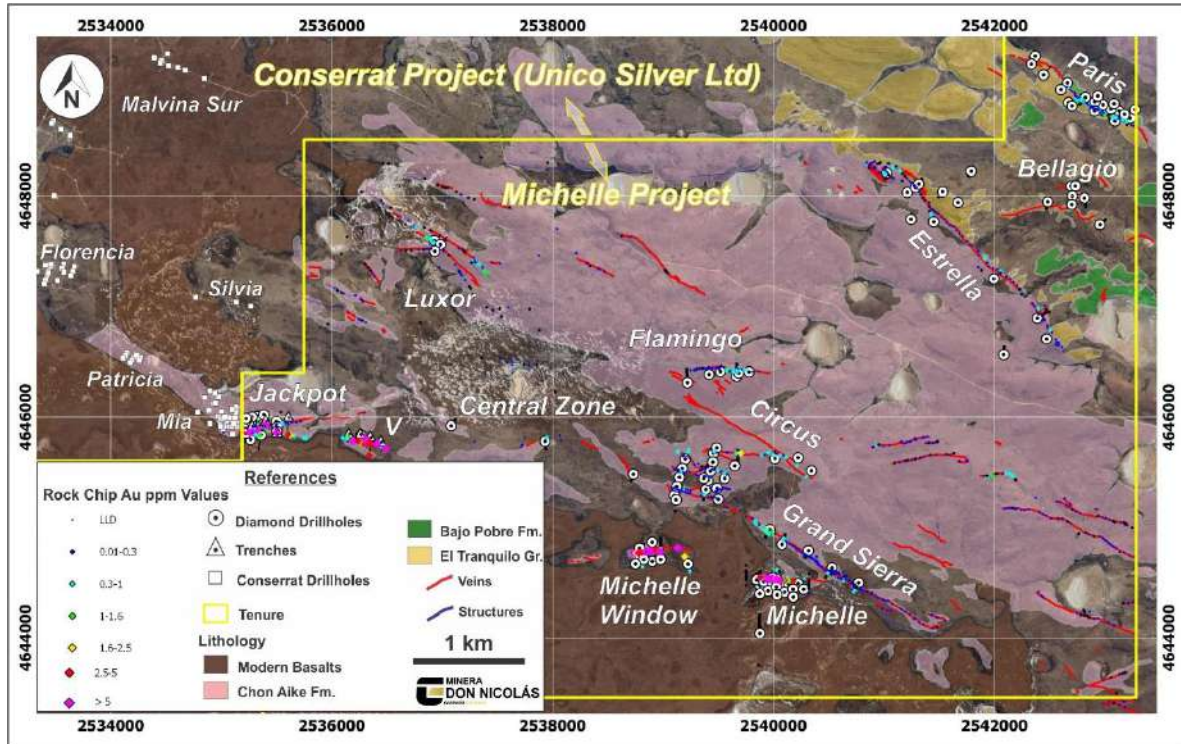 2534000 2536000 2538000 2540000 2542000
Conserrat Project (Unico Silver Ltd)
Paris
N
Malvina Sur
4648000
Michelle Project
Bellagio
4648000
Florencia
Silvia
Estrella
Luxor
Flamingo
Patricia
Jackpot
Central Zone
Circus
4646000
Mia
V
4646000
References
Rock Chip Au ppm Values
LLD
0.01-0.3
0.3-1
1-1.6
1.6-2.5
2.5-5
> 5
Diamond Drillholes
Trenches
Conserrat Drillholes
Tenure
Lithology
Modern Basalts
Chon Aike Fm.
Bajo Pobre Fm.
El Tranquilo Gr.
Veins
Structures
1 km
MINERA
DON NICOLÁS
Grand Sierra
Michelle
Window
Michelle
4644000
4644000
2534000 2536000 2538000 2540000 2542000